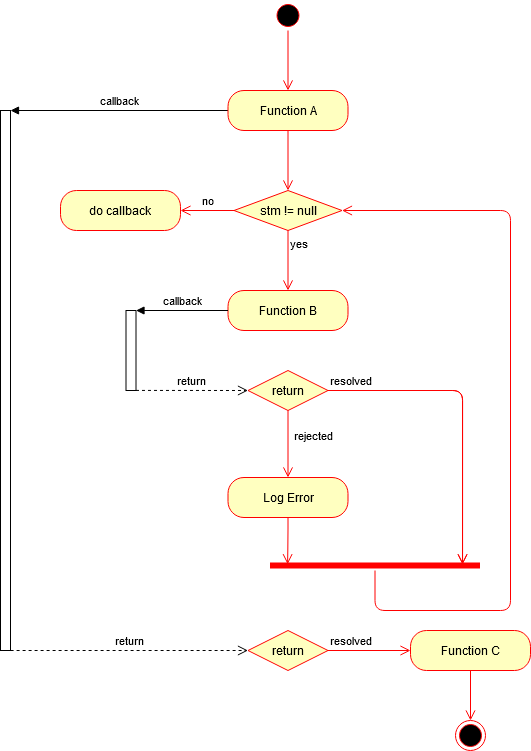 callback
Function A
do callback
no
stm != null
yes
callback
Function B
return
return
resolved
rejected
Log Error
return
return
resolved
Function C